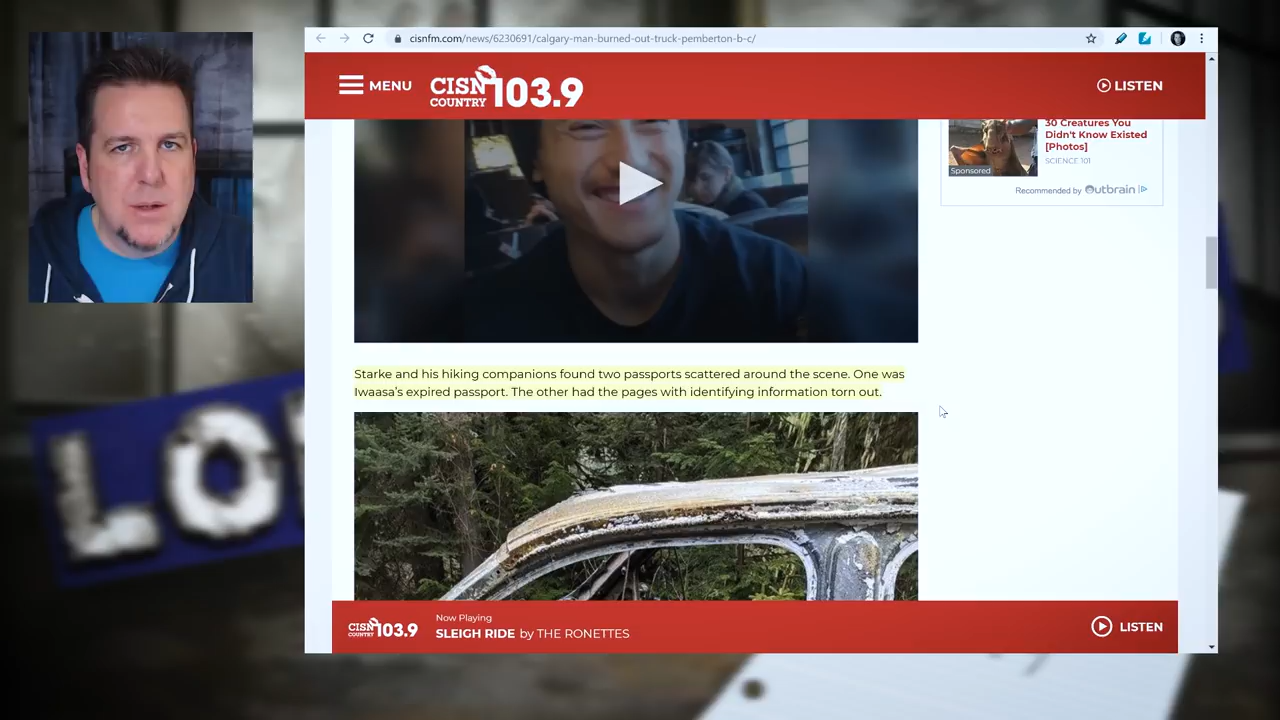 cisnfm.com/news/6230691/calgary-man-burned-out-truck-pemberton-b-c/
MENU
CISN COUNTRY 103.9
LISTEN
30 Creatures You
Didn't Know Existed
[Photos]
SCIENCE 101
Sponsored
Recommended by Outbrain
Starke and his hiking companions found two passports scattered around the scene. One was
Iwaasa's expired passport. The other had the pages with identifying information torn out.
LO
CISN COUNTRY 103.9
Now Playing
SLEIGH RIDE by THE RONETTES
LISTEN